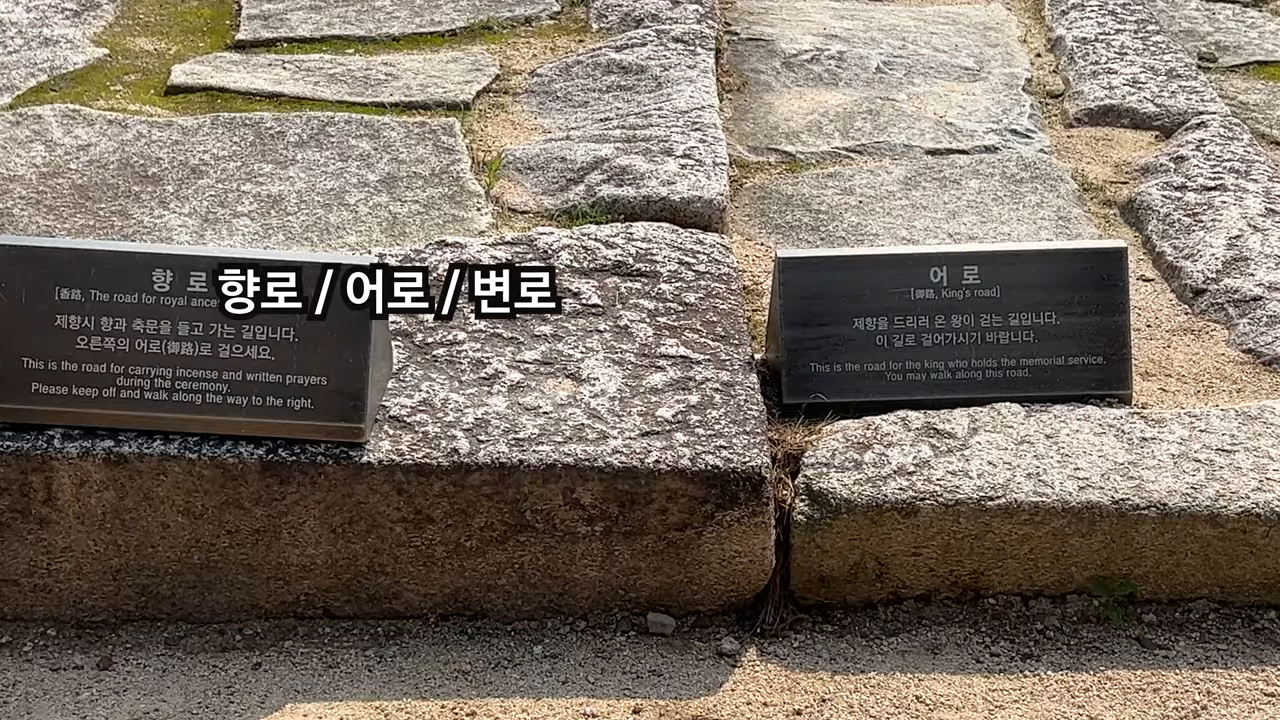 향로 / 어로 / 변로
향 로
[香路, The road for royal ance
제향시 향과 축문을 들고 가는 길입니다.
오른쪽의 어로(御路)로 걸으세요.
This is the road for carrying incense and written prayers
during the ceremony.
Please keep off and walk along the way to the right.
어 로
[御路, King's road]
제향을 드리러 온 왕이 걷는 길입니다.
이 길로 걸어가시기 바랍니다.
This is the road for the king who holds the memorial service.
You may walk along this road.